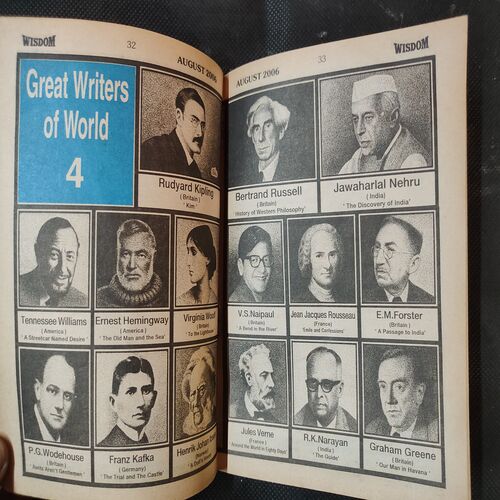 WISDOM
32
AUGUST 2006
Great Writers
of World
4
Rudyard Kipling
(Britain)
' Kim '
Tennessee Williams
(America)
'A Streetcar Named Desire'
Ernest Hemingway
(America)
'The Old Man and the Sea'
Virginia Woolf
(Britain)
' To the Lighthouse
P.G.Wodehouse
(Britain)
'Aunts Aren't Gentlemen'
Franz Kafka
(Germany)
'The Trial and The Castle'
Henrik Johan
AUGUST 2006
33
WISDOM
Bertrand Russell
(Britain)
'History of Western Philosophy'
Jawaharlal Nehru
(India)
' The Discovery of India'
V.S.Naipaul
(Britain)
'A Bend in the River'
Jean Jacques Rousseau
(France)
'Emile and Confessions'
E.M.Forster
(Britain)
' A Passage to India'
Jules Verne
(France)
'Around the World in Eighty Days'
R.K.Narayan
(India)
' The Guide'
Graham Greene
(Britain)
' Our Man in Havana '